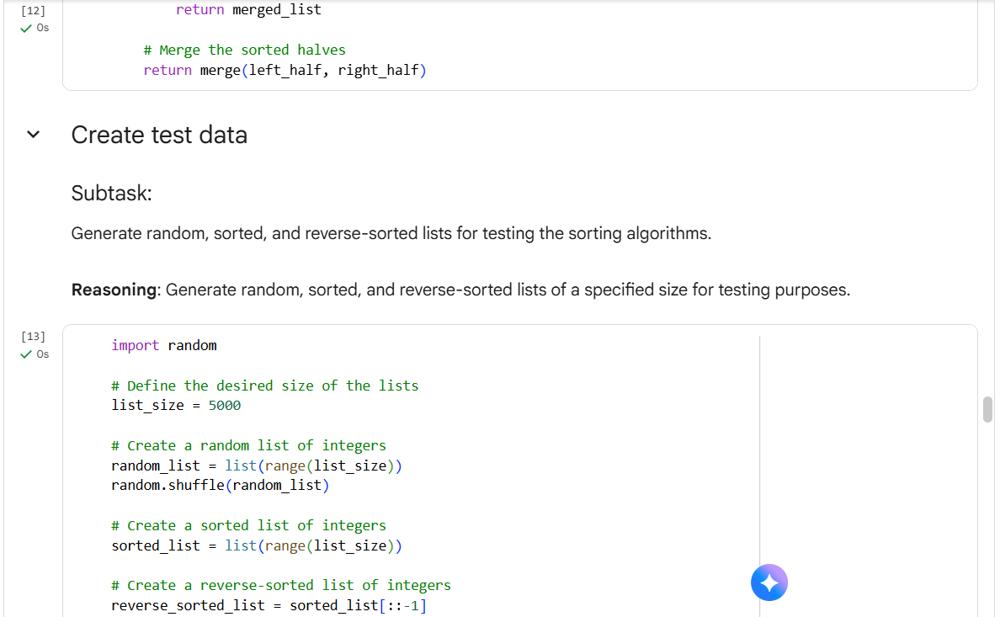 [12]
return merged_list
0s
# Merge the sorted halves
return merge(left_half, right_half)
Create test data
Subtask:
Generate random, sorted, and reverse-sorted lists for testing the sorting algorithms.
Reasoning: Generate random, sorted, and reverse-sorted lists of a specified size for testing purposes.
[13]
0s
import random
# Define the desired size of the lists
list_size = 5000
# Create a random list of integers
random_list = list(range(list_size))
random.shuffle(random_list)
# Create a sorted list of integers
sorted_list = list(range(list_size))
# Create a reverse-sorted list of integers
reverse_sorted_list = sorted_list[::-1]